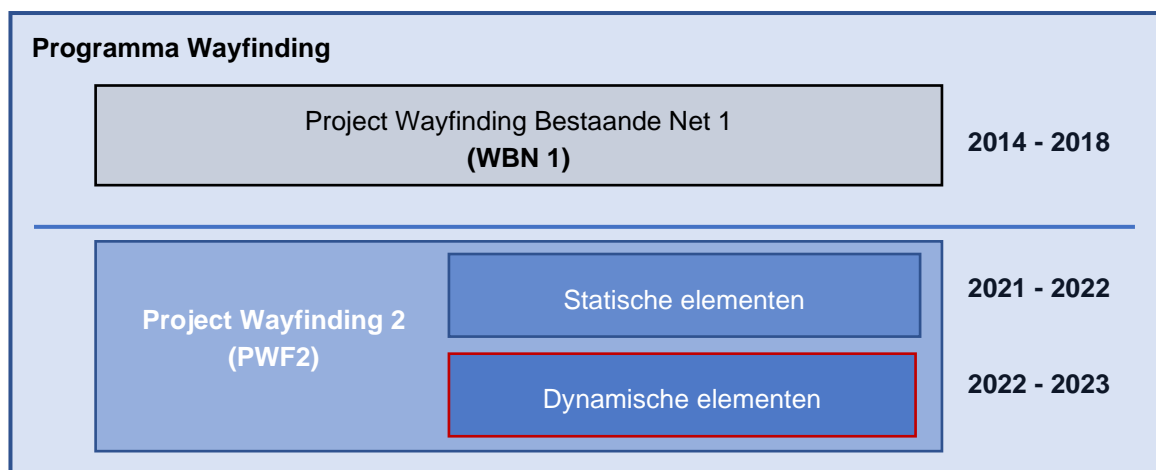 Programma Wayfinding
Project Wayfinding Bestaande Net 1
(WBN 1)
2014 - 2018
Project Wayfinding 2
(PWF2)
Statische elementen
2021 - 2022
Dynamische elementen
2022 - 2023